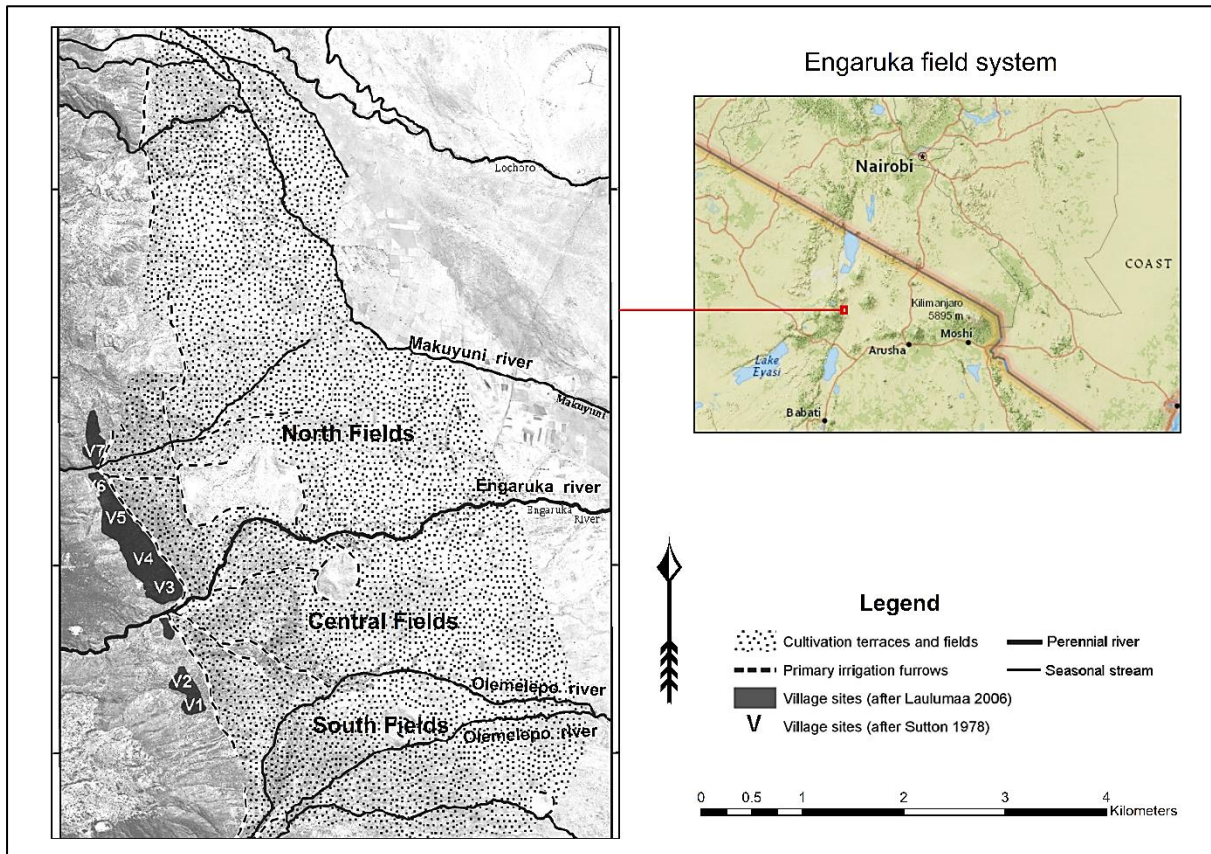 Engaruka field system
Lochoro
Makuyuni river
Makuyuni
North Fields
Engaruka river
Engaruka
River
V7
V6
V5
V4
V3
Central Fields
V2
V1
Olemelepo river
South Fields
Olemelepo river
Nairobi
COAST
Kilimanjaro
5895 m
Moshi
Arusha
Lake
Eyasi
Babati
Legend
Cultivation terraces and fields
Perennial river
Primary irrigation furrows
Seasonal stream
Village sites (after Laulumaa 2006)
V Village sites (after Sutton 1978)
0 0.5 1 2 3 4
Kilometers